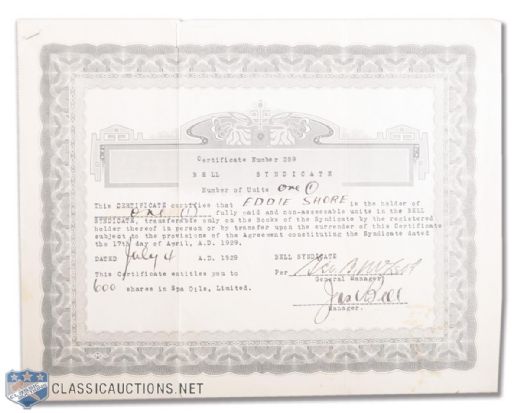 Certificate Number 259
BELL SYNDICATE
Number of Units One (1)
This CERTIFICATE certifies that EDDIE SHORE is the holder of
One (1) fully paid and non-assessable units in the BELL
SYNDICATE, transferable only on the Books of the Syndicate by the registered
holder thereof in person or by transfer upon the surrender of this Certificate
subject to the provisions of the Agreement constituting the Syndicate dated
the 17th day of April, A.D. 1929.
DATED July 4 A.D. 1929 BELL SYNDICATE
This certificate entitles you to Per
General Manager
600 shares in Spa Oils, Limited.
Manager.
CLASSICAUCTIONS.NET